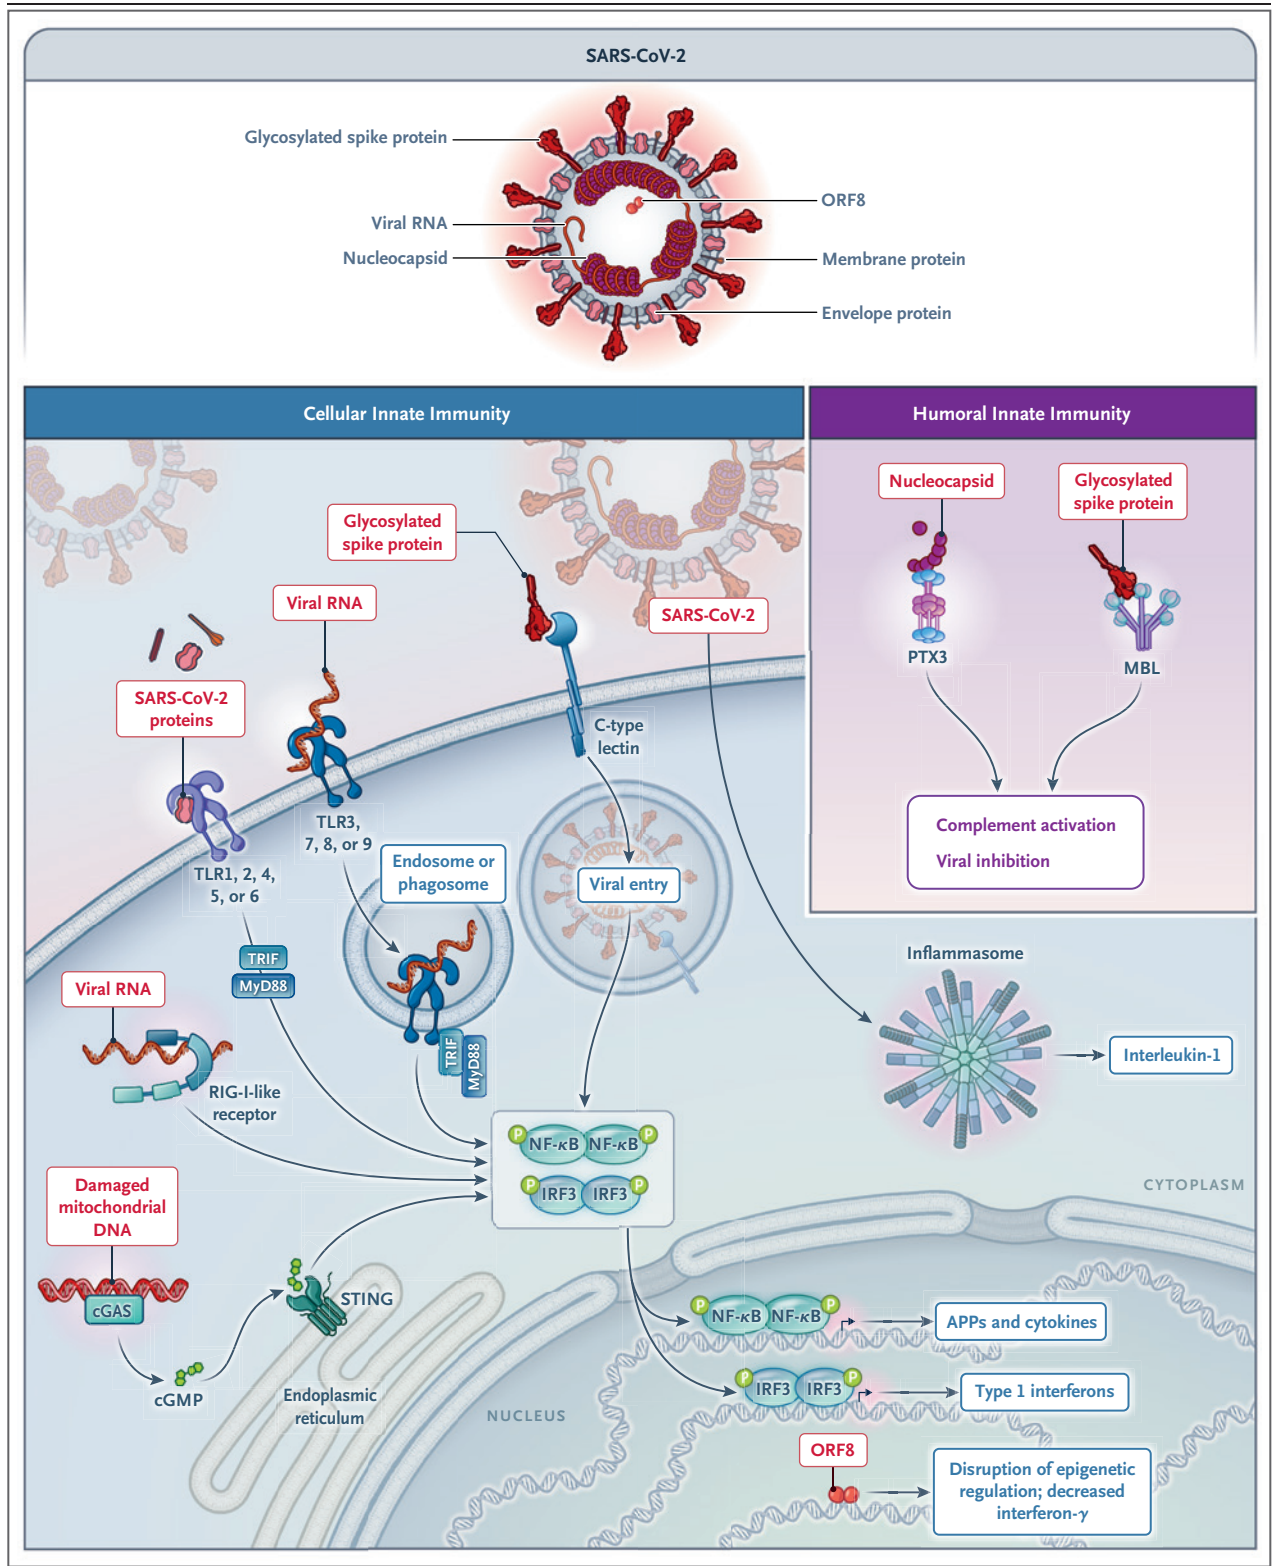 SARS-CoV-2
Glycosylated spike protein
Viral RNA
Nucleocapsid
ORF8
Membrane protein
Envelope protein
Cellular Innate Immunity
Glycosylated
spike protein
Viral RNA
SARS-CoV-2
SARS-CoV-2
proteins
C-type
lectin
TLR3,
7, 8, or 9
TLR1, 2, 4,
5, or 6
Endosome or
phagosome
Viral entry
TRIF
MyD88
Viral RNA
TRIF
MyD88
RIG-I-like
receptor
Inflammasome
Interleukin-1
P NF-κB NF-κB P
P IRF3 IRF3 P
Damaged
mitochondrial
DNA
cGAS
cGMP
STING
Endoplasmic
reticulum
CYTOPLASM
NUCLEUS
P NF-κB NF-κB P
APPs and cytokines
P IRF3 IRF3 P
Type 1 interferons
ORF8
Disruption of epigenetic
regulation; decreased
interferon-γ
Humoral Innate Immunity
Nucleocapsid
Glycosylated
spike protein
PTX3
MBL
Complement activation
Viral inhibition